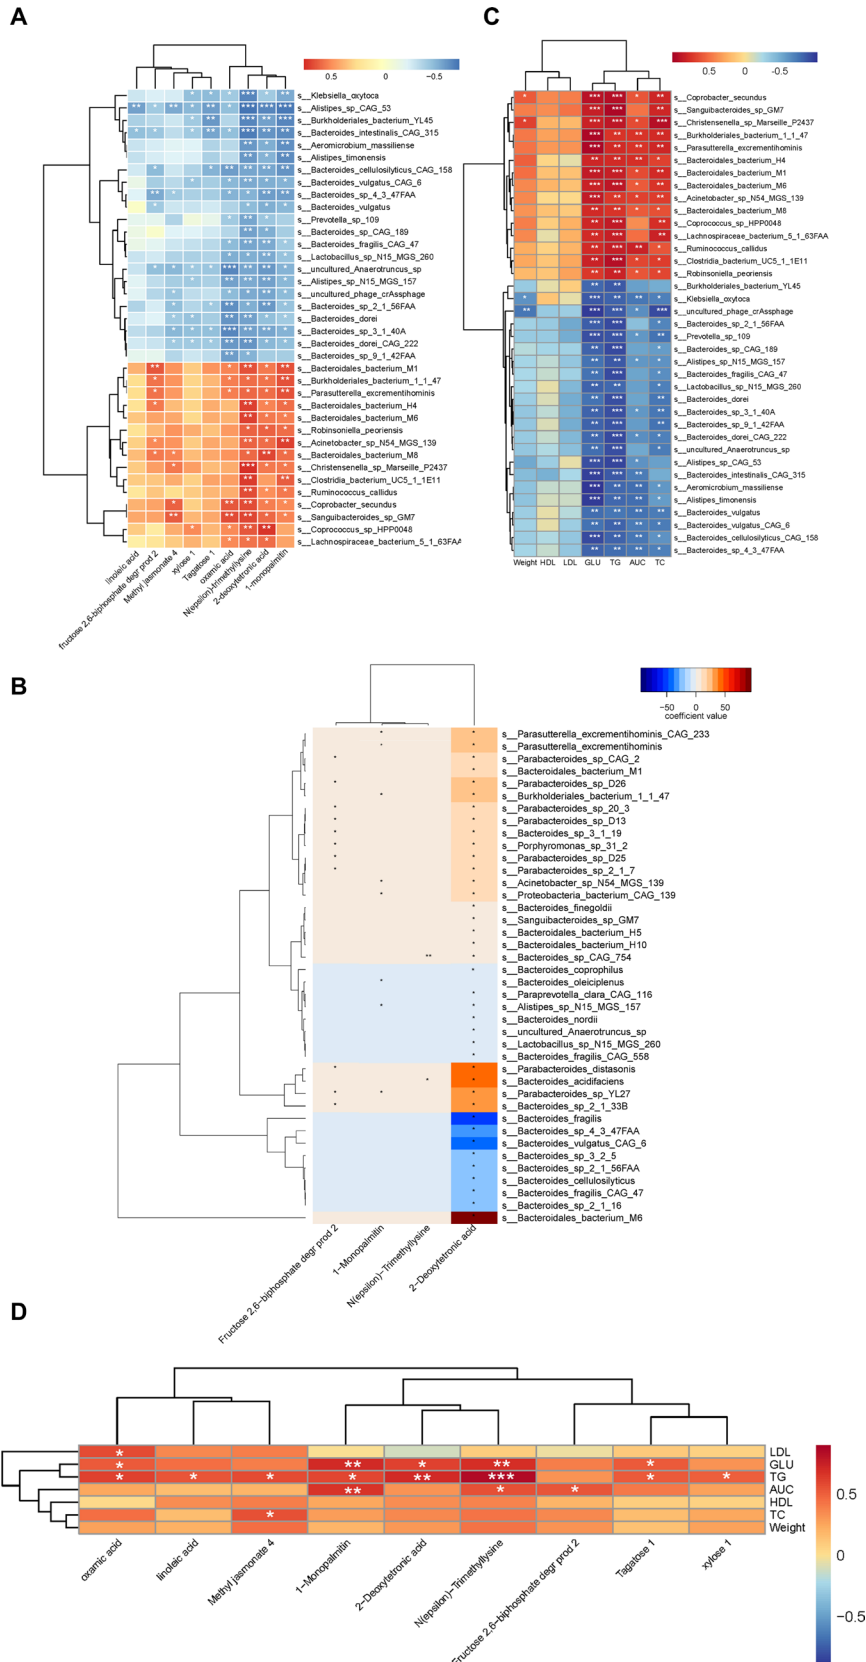 A
0.5 0 -0.5
s__Klebsiella_oxytoca
s__Alistipes_sp_CAG_53
s__Burkholderiales_bacterium_YL45
s__Bacteroides_intestinalis_CAG_315
s__Aeromicrobium_massiliense
s__Alistipes_timonensis
s__Bacteroides_cellulosilyticus_CAG_158
s__Bacteroides_vulgatus_CAG_6
s__Bacteroides_sp_4_3_47FAA
s__Bacteroides_vulgatus
s__Prevotella_sp_109
s__Bacteroides_sp_CAG_189
s__Bacteroides_fragilis_CAG_47
s__Lactobacillus_sp_N15_MGS_260
s__uncultured_Anaerotruncus_sp
s__Alistipes_sp_N15_MGS_157
s__uncultured_phage_crAssphage
s__Bacteroides_sp_2_1_56FAA
s__Bacteroides_dorei
s__Bacteroides_sp_3_1_40A
s__Bacteroides_dorei_CAG_222
s__Bacteroides_sp_9_1_42FAA
s__Bacteroidales_bacterium_M1
s__Burkholderiales_bacterium_1_1_47
s__Parasutterella_excrementihominis
s__Bacteroidales_bacterium_H4
s__Bacteroidales_bacterium_M6
s__Robinsoniella_peoriensis
s__Acinetobacter_sp_N54_MGS_139
s__Bacteroidales_bacterium_M8
s__Christensenella_sp_Marseille_P2437
s__Clostridia_bacterium_UC5_1_1E11
s__Ruminococcus_callidus
s__Coprobacter_secundus
s__Sanguibacteroides_sp_GM7
s__Coprococcus_sp_HPP0048
s__Lachnospiraceae_bacterium_5_1_63FAA
linoleic acid
fructose 2,6-biphosphate degr prod 2
Methyl jasmonate 4
xylose 1
Tagatose 1
oxamic acid
N(epsilon)-trimethyllysine
2-deoxytetronic acid
1-monopalmitin
C
0.5 0 -0.5
s__Coprobacter_secundus
s__Sanguibacteroides_sp_GM7
s__Christensenella_sp_Marseille_P2437
s__Burkholderiales_bacterium_1_1_47
s__Parasutterella_excrementihominis
s__Bacteroidales_bacterium_H4
s__Bacteroidales_bacterium_M1
s__Bacteroidales_bacterium_M6
s__Acinetobacter_sp_N54_MGS_139
s__Bacteroidales_bacterium_M8
s__Coprococcus_sp_HPP0048
s__Lachnospiraceae_bacterium_5_1_63FAA
s__Ruminococcus_callidus
s__Clostridia_bacterium_UC5_1_1E11
s__Robinsoniella_peoriensis
s__Burkholderiales_bacterium_YL45
s__Klebsiella_oxytoca
s__uncultured_phage_crAssphage
s__Bacteroides_sp_2_1_56FAA
s__Prevotella_sp_109
s__Bacteroides_sp_CAG_189
s__Alistipes_sp_N15_MGS_157
s__Bacteroides_fragilis_CAG_47
s__Lactobacillus_sp_N15_MGS_260
s__Bacteroides_dorei
s__Bacteroides_sp_3_1_40A
s__Bacteroides_sp_9_1_42FAA
s__Bacteroides_dorei_CAG_222
s__uncultured_Anaerotruncus_sp
s__Alistipes_sp_CAG_53
s__Bacteroides_intestinalis_CAG_315
s__Aeromicrobium_massiliense
s__Alistipes_timonensis
s__Bacteroides_vulgatus
s__Bacteroides_vulgatus_CAG_6
s__Bacteroides_cellulosilyticus_CAG_158
s__Bacteroides_sp_4_3_47FAA
Weight HDL LDL GLU TG AUC TC
B
−50 0 50
coefficient value
s__Parasutterella_excrementihominis_CAG_233
s__Parasutterella_excrementihominis
s__Parabacteroides_sp_CAG_2
s__Bacteroidales_bacterium_M1
s__Parabacteroides_sp_D26
s__Burkholderiales_bacterium_1_1_47
s__Parabacteroides_sp_20_3
s__Parabacteroides_sp_D13
s__Bacteroides_sp_3_1_19
s__Porphyromonas_sp_31_2
s__Parabacteroides_sp_D25
s__Parabacteroides_sp_2_1_7
s__Acinetobacter_sp_N54_MGS_139
s__Proteobacteria_bacterium_CAG_139
s__Bacteroides_finegoldii
s__Sanguibacteroides_sp_GM7
s__Bacteroidales_bacterium_H5
s__Bacteroidales_bacterium_H10
s__Bacteroides_sp_CAG_754
s__Bacteroides_coprophilus
s__Bacteroides_oleiciplenus
s__Paraprevotella_clara_CAG_116
s__Alistipes_sp_N15_MGS_157
s__Bacteroides_nordii
s__uncultured_Anaerotruncus_sp
s__Lactobacillus_sp_N15_MGS_260
s__Bacteroides_fragilis_CAG_558
s__Parabacteroides_distasonis
s__Bacteroides_acidifaciens
s__Parabacteroides_sp_YL27
s__Bacteroides_sp_2_1_33B
s__Bacteroides_fragilis
s__Bacteroides_sp_4_3_47FAA
s__Bacteroides_vulgatus_CAG_6
s__Bacteroides_sp_3_2_5
s__Bacteroides_sp_2_1_56FAA
s__Bacteroides_cellulosilyticus
s__Bacteroides_fragilis_CAG_47
s__Bacteroides_sp_2_1_16
s__Bacteroidales_bacterium_M6
Fructose 2,6−biphosphate degr prod 2
1−Monopalmitin
N(epsilon)−Trimethyllysine
2−Deoxytetronic acid
D
LDL
GLU
TG
AUC
HDL
TC
Weight
0.5
0
−0.5
oxamic acid
linoleic acid
Methyl jasmonate 4
1−Monopalmitin
2−Deoxytetronic acid
N(epsilon)−Trimethyllysine
Fructose 2,6−biphosphate degr prod 2
Tagatose 1
xylose 1